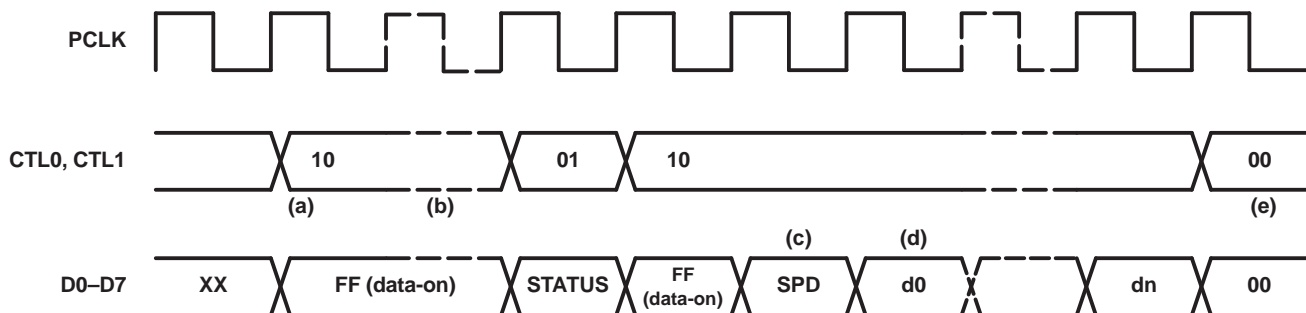 PCLK
CTL0, CTL1
10
01
10
00
(a)
(b)
(e)
(c)
(d)
D0–D7
XX
FF (data-on)
STATUS
FF
(data-on)
SPD
d0
dn
00